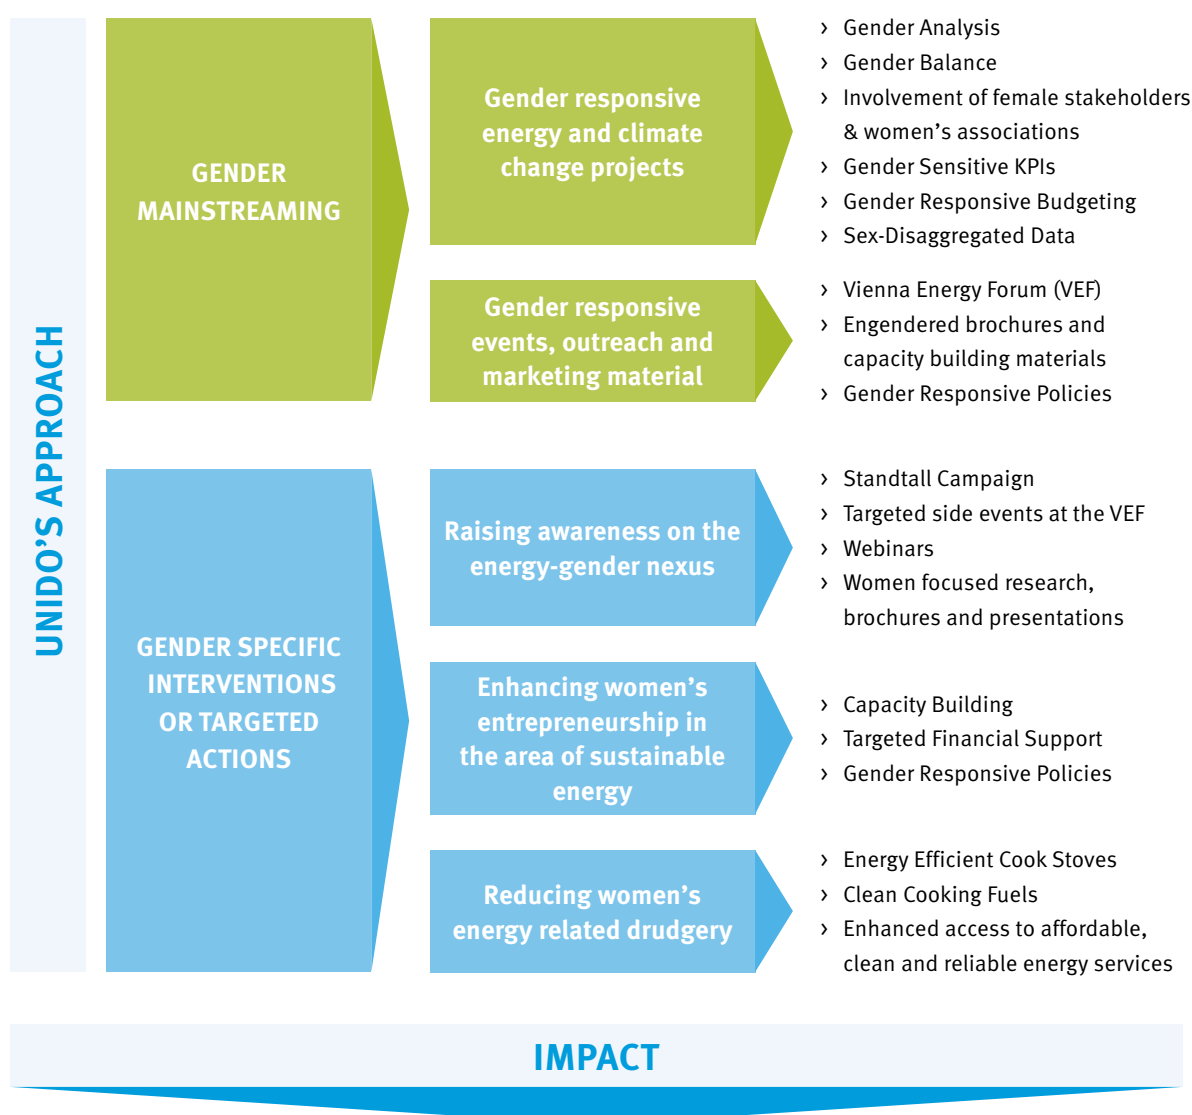 UNIDO'S APPROACH
GENDER
MAINSTREAMING
Gender responsive
energy and climate
change projects
› Gender Analysis
› Gender Balance
› Involvement of female stakeholders
& women's associations
› Gender Sensitive KPIs
› Gender Responsive Budgeting
› Sex-Disaggregated Data
Gender responsive
events, outreach and
marketing material
› Vienna Energy Forum (VEF)
› Engendered brochures and
capacity building materials
› Gender Responsive Policies
GENDER SPECIFIC
INTERVENTIONS
OR TARGETED
ACTIONS
Raising awareness on the
energy-gender nexus
› Standtall Campaign
› Targeted side events at the VEF
› Webinars
› Women focused research,
brochures and presentations
Enhancing women's
entrepreneurship in
the area of sustainable
energy
› Capacity Building
› Targeted Financial Support
› Gender Responsive Policies
Reducing women's
energy related drudgery
› Energy Efficient Cook Stoves
› Clean Cooking Fuels
› Enhanced access to affordable,
clean and reliable energy services
IMPACT